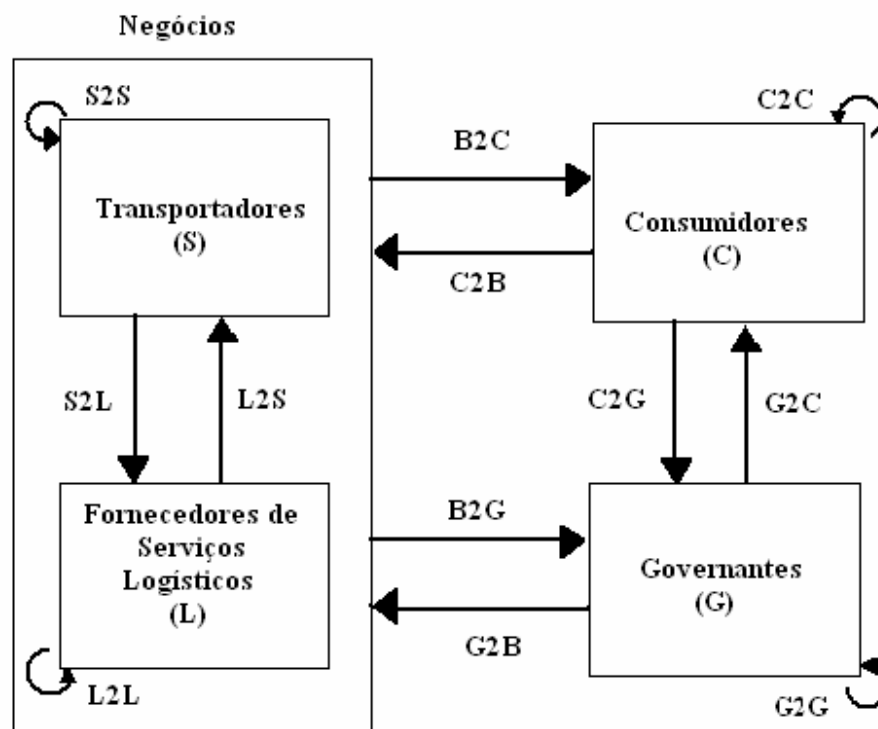 Negócios
S2S
C2C
B2C
Transportadores
(S)
Consumidores
(C)
C2B
S2L
L2S
C2G
G2C
Fornecedores de
Serviços
Logísticos
(L)
B2G
Governantes
(G)
G2B
L2L
G2G